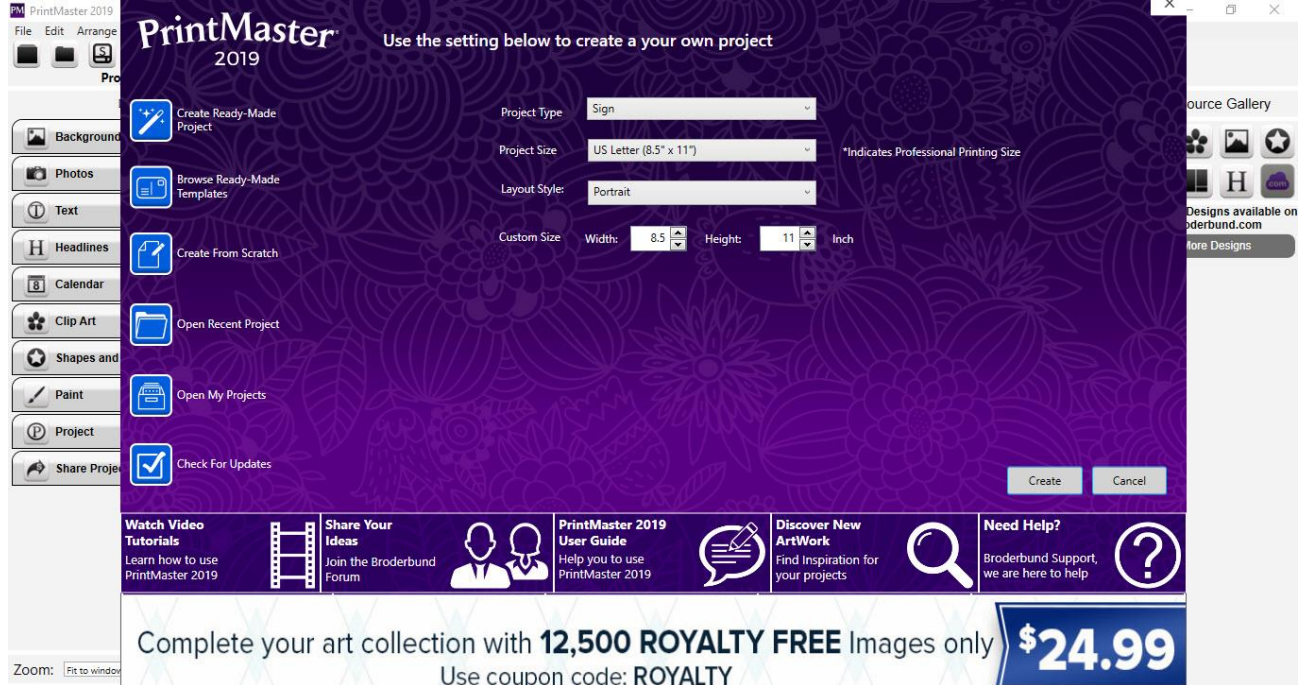 PM PrintMaster 2019
File Edit Arrange
S
Pro
Background
Photos
T Text
H Headlines
8 Calendar
Clip Art
Shapes and
Paint
P Project
Share Proje
Zoom: Fit to window
PrintMaster
2019
Use the setting below to create a your own project
Create Ready-Made
Project
Browse Ready-Made
Templates
Create From Scratch
Open Recent Project
Open My Projects
Check For Updates
Project Type Sign
Project Size US Letter (8.5" x 11") *Indicates Professional Printing Size
Layout Style: Portrait
Custom Size Width: 8.5 Height: 11 Inch
Create Cancel
Watch Video
Tutorials
Learn how to use
PrintMaster 2019
Share Your
Ideas
Join the Broderbund
Forum
PrintMaster 2019
User Guide
Help you to use
PrintMaster 2019
Discover New
ArtWork
Find Inspiration for
your projects
Need Help?
Broderbund Support,
we are here to help
?
Complete your art collection with 12,500 ROYALTY FREE Images only $24.99
Use coupon code: ROYALTY
ource Gallery
H com
Designs available on
oderbund.com
More Designs